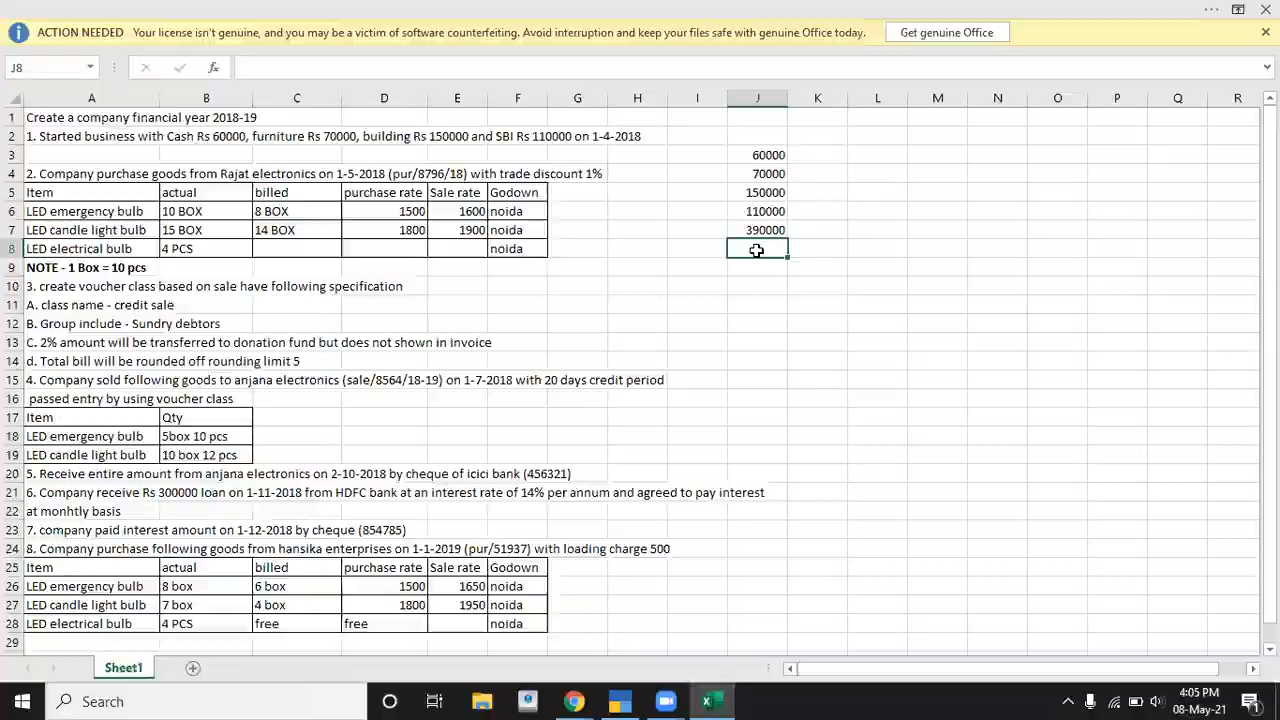 ACTION NEEDED Your license isn't genuine, and you may be a victim of software counterfeiting. Avoid interruption and keep your files safe with genuine Office today. Get genuine Office
J8 fx
A B C D E F G H I J K L M N O P Q R
1 Create a company financial year 2018-19
2 1. Started business with Cash Rs 60000, furniture Rs 70000, building Rs 150000 and SBI Rs 110000 on 1-4-2018
3 60000
4 2. Company purchase goods from Rajat electronics on 1-5-2018 (pur/8796/18) with trade discount 1% 70000
5 Item actual billed purchase rate Sale rate Godown 150000
6 LED emergency bulb 10 BOX 8 BOX 1500 1600 noida 110000
7 LED candle light bulb 15 BOX 14 BOX 1800 1900 noida 390000
8 LED electrical bulb 4 PCS noida
9 NOTE - 1 Box = 10 pcs
10 3. create voucher class based on sale have following specification
11 A. class name - credit sale
12 B. Group include - Sundry debtors
13 C. 2% amount will be transferred to donation fund but does not shown in invoice
14 d. Total bill will be rounded off rounding limit 5
15 4. Company sold following goods to anjana electronics (sale/8564/18-19) on 1-7-2018 with 20 days credit period
16 passed entry by using voucher class
17 Item Qty
18 LED emergency bulb 5box 10 pcs
19 LED candle light bulb 10 box 12 pcs
20 5. Receive entire amount from anjana electronics on 2-10-2018 by cheque of icici bank (456321)
21 6. Company receive Rs 300000 loan on 1-11-2018 from HDFC bank at an interest rate of 14% per annum and agreed to pay interest
22 at monhtly basis
23 7. company paid interest amount on 1-12-2018 by cheque (854785)
24 8. Company purchase following goods from hansika enterprises on 1-1-2019 (pur/51937) with loading charge 500
25 Item actual billed purchase rate Sale rate Godown
26 LED emergency bulb 8 box 6 box 1500 1650 noida
27 LED candle light bulb 7 box 4 box 1800 1950 noida
28 LED electrical bulb 4 PCS free free noida
29
Sheet1
Search 4:05 PM
08-May-21 1